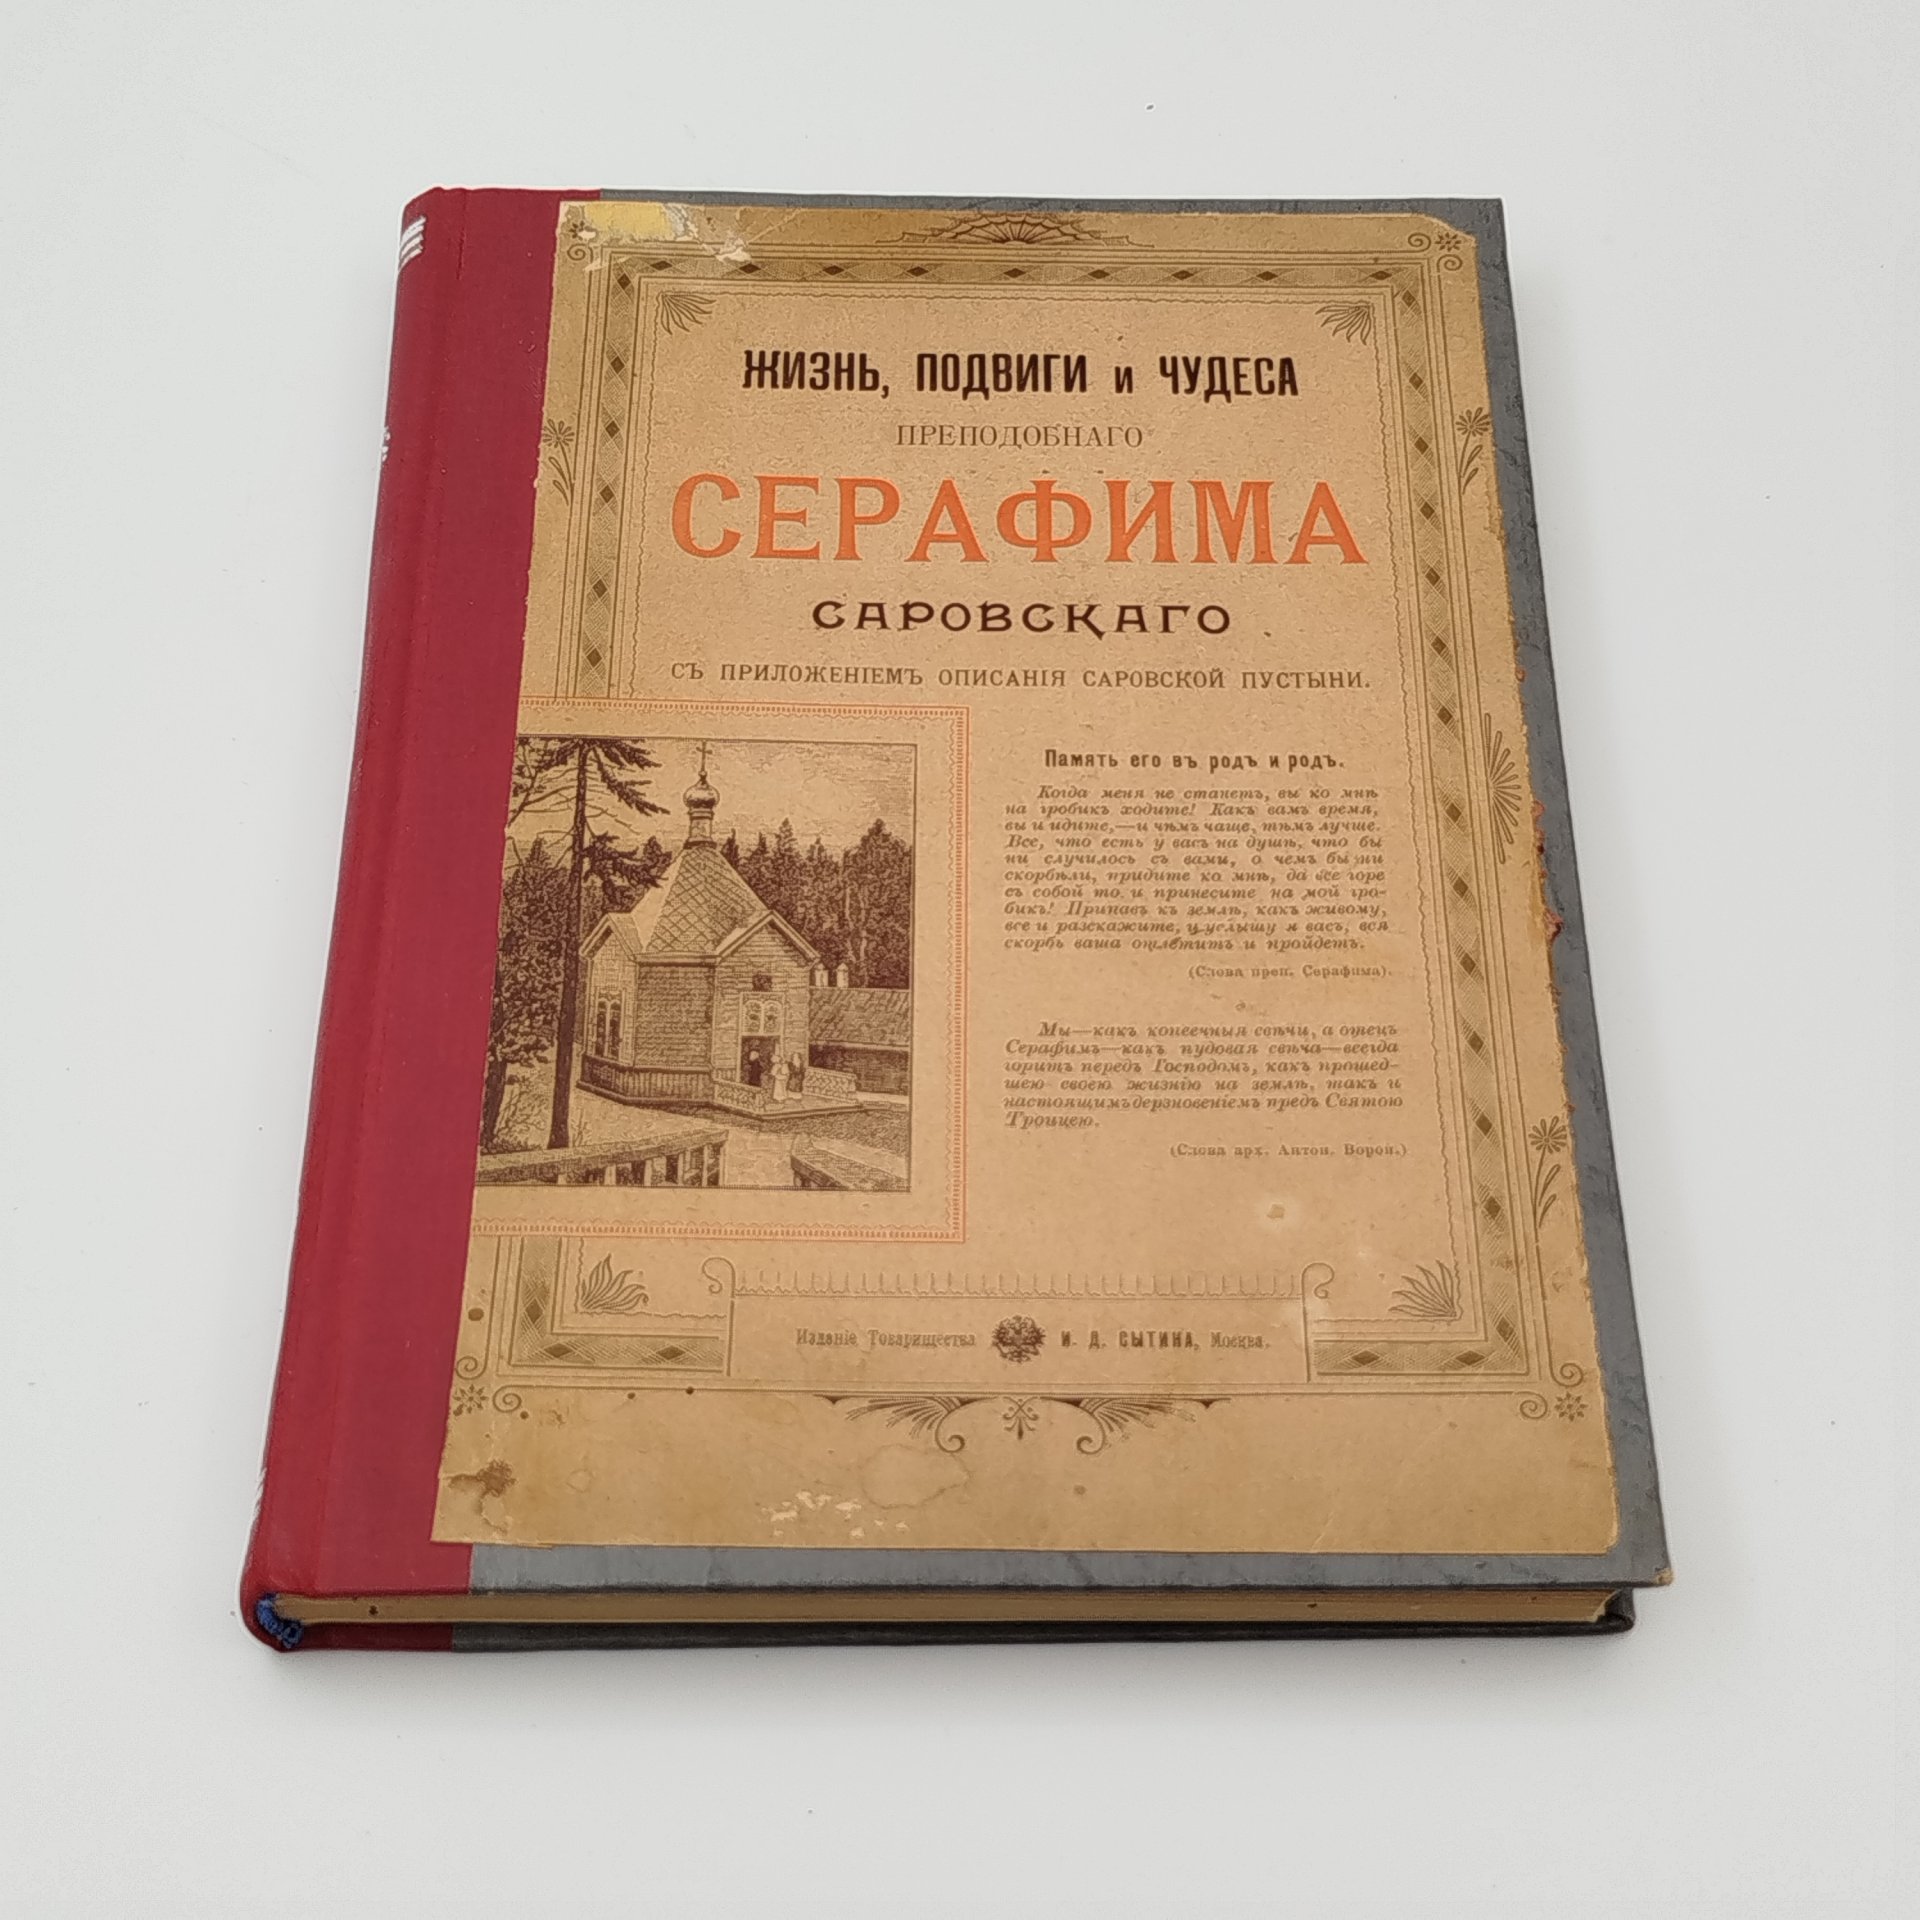 ЖИЗНЬ, ПОДВИГИ и ЧУДЕСА
ПРЕПОДОБНАГО
СЕРАФИМА
САРОВСКАГО
СЪ ПРИЛОЖЕНІЕМЪ ОПИСАНІЯ САРОВСКОЙ ПУСТЫНИ.
Память его въ родъ и родъ.
Когда меня не станетъ, вы ко мнѣ
на гробикъ ходите! Какъ вамъ время,
вы и идите,—и чѣмъ чаще, тѣмъ лучше.
Все, что есть у васъ на душѣ, что бы
ни случилось съ вами, о чемъ бы ни
скорбѣли, придите ко мнѣ, да все горе
съ собой то и принесите на мой гро-
бикъ! Припавъ къ землѣ, какъ живому,
все и разскажите, и услышу я васъ, вся
скорбь ваша отлетитъ и пройдетъ.
(Слова преп. Серафима).
Мы—какъ копеечныя свѣчи, а отецъ
Серафимъ—какъ пудовая свѣча—всегда
горитъ передъ Господомъ, какъ прошед-
шею своею жизнію на землѣ, такъ и
настоящимъ дерзновеніемъ предъ Святою
Троицею.
(Слова арх. Антон. Ворон.)
Изданіе Товарищества И. Д. СЫТИНА, Москва.